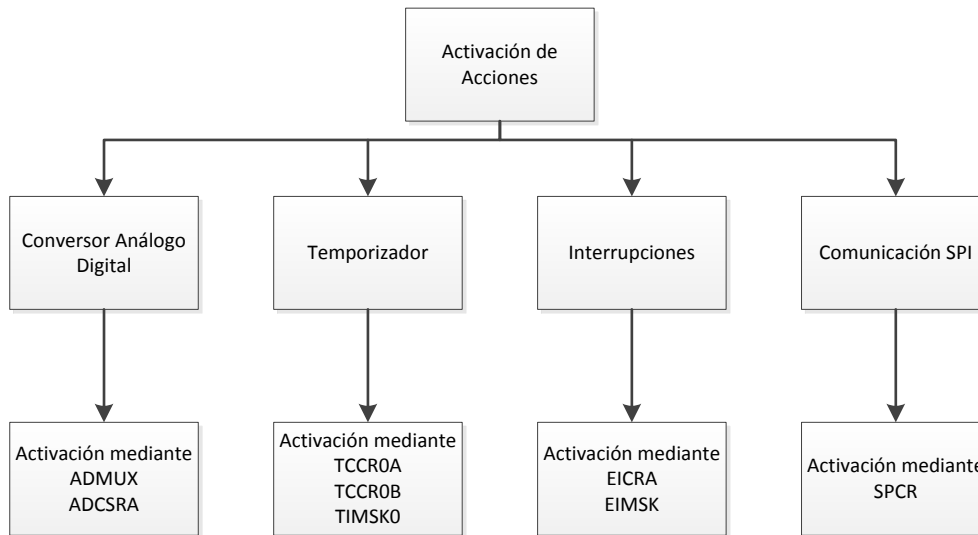 Activación de
Acciones
Conversor Análogo
Digital
Temporizador
Interrupciones
Comunicación SPI
Activación mediante
ADMUX
ADCSRA
Activación mediante
TCCR0A
TCCR0B
TIMSK0
Activación mediante
EICRA
EIMSK
Activación mediante
SPCR